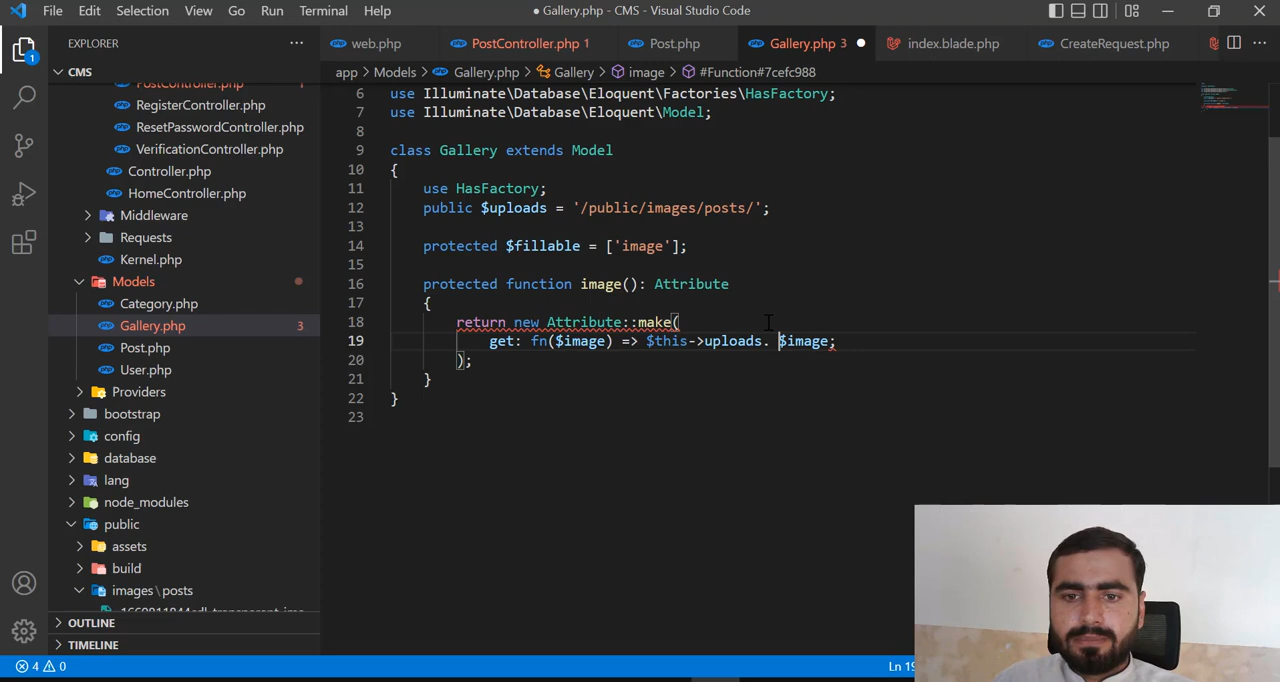 File Edit Selection View Go Run Terminal Help
● Gallery.php - CMS - Visual Studio Code
EXPLORER
web.php PostController.php 1 Post.php Gallery.php 3 index.blade.php CreateRequest.php
CMS
app > Models > Gallery.php > Gallery > image > #Function#7cefc988
PostController.php 1
RegisterController.php
ResetPasswordController.php
VerificationController.php
Controller.php
HomeController.php
Middleware
Requests
Kernel.php
Models
Category.php
Gallery.php 3
Post.php
User.php
Providers
bootstrap
config
database
lang
node_modules
public
assets
build
images\posts
OUTLINE
TIMELINE
6 use Illuminate\Database\Eloquent\Factories\HasFactory;
7 use Illuminate\Database\Eloquent\Model;
8
9 class Gallery extends Model
10 {
11 use HasFactory;
12 public $uploads = '/public/images/posts/';
13
14 protected $fillable = ['image'];
15
16 protected function image(): Attribute
17 {
18 return new Attribute::make(
19 get: fn($image) => $this->uploads. $image;
20 );
21 }
22 }
23
1
4 0
Ln 19